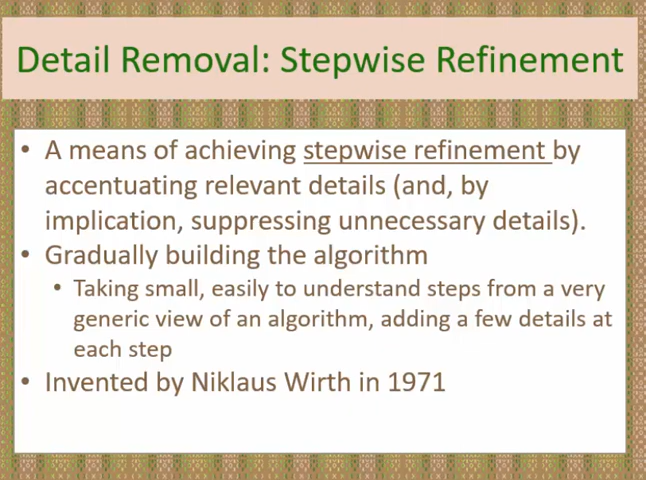 Detail Removal: Stepwise Refinement
• A means of achieving stepwise refinement by
accentuating relevant details (and, by
implication, suppressing unnecessary details).
• Gradually building the algorithm
• Taking small, easily to understand steps from a very
generic view of an algorithm, adding a few details at
each step
• Invented by Niklaus Wirth in 1971